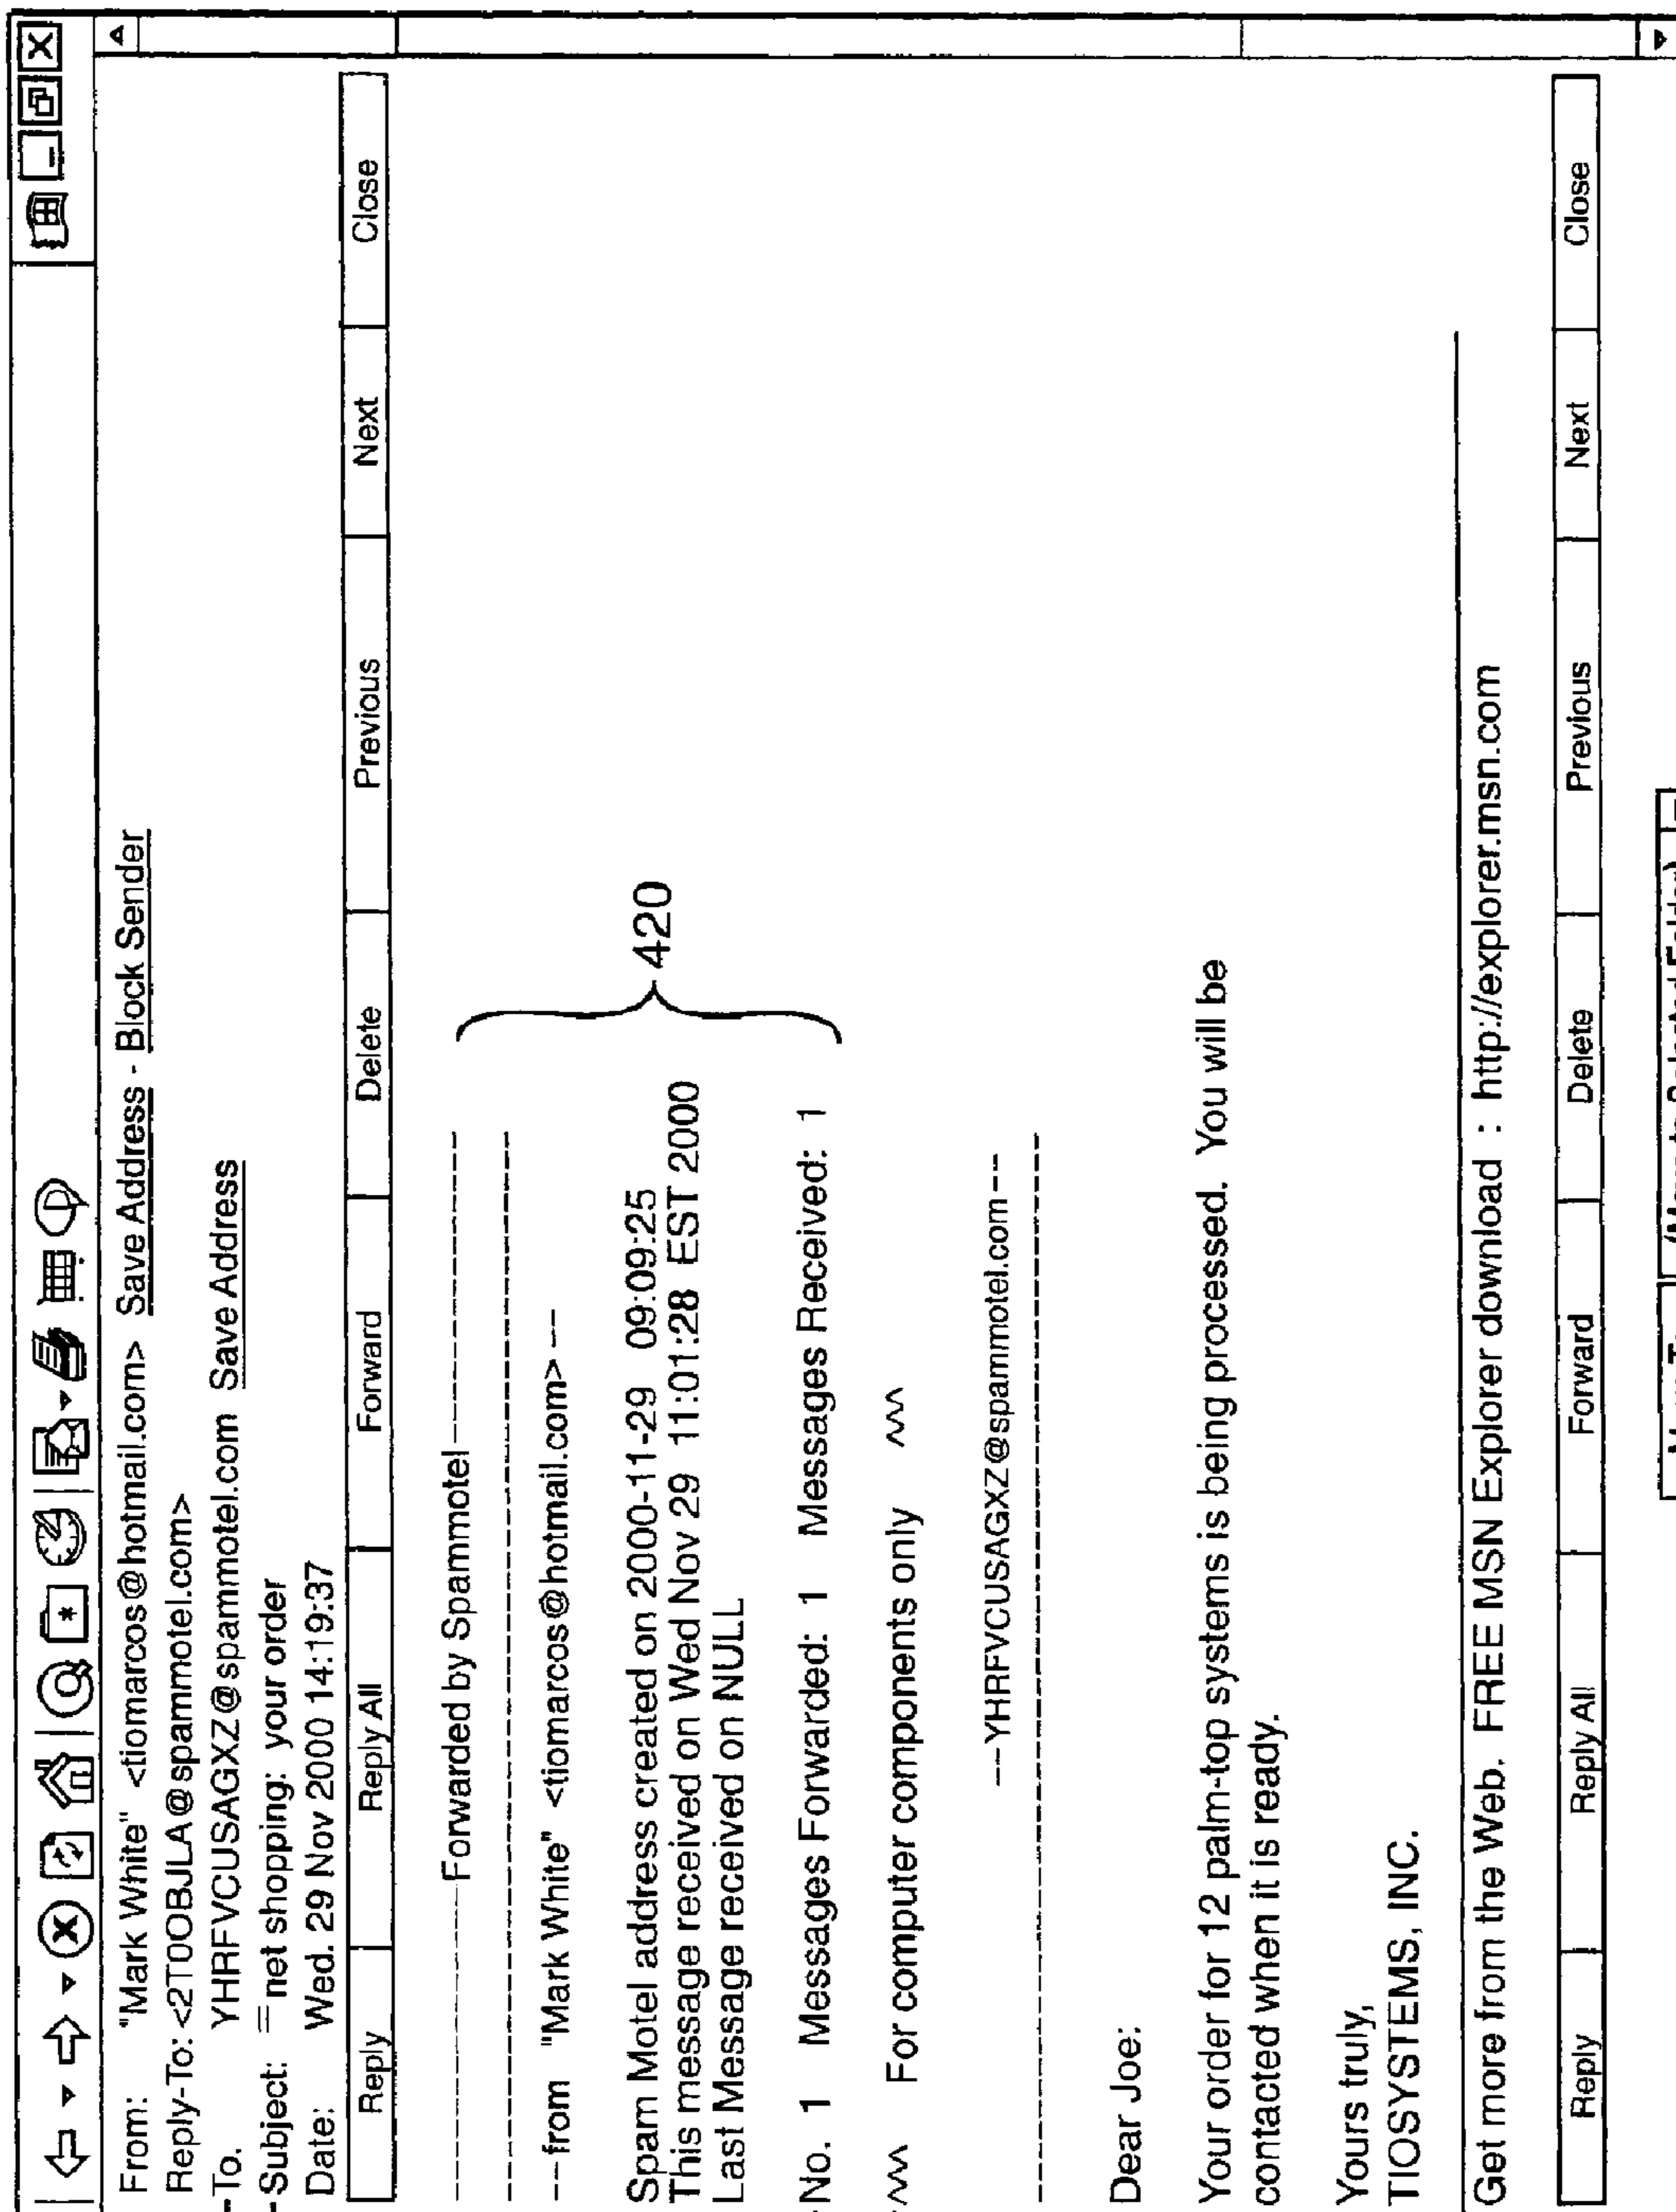 From: "Mark White" <tiomarcos@hotmail.com> Save Address - Block Sender
Reply-To: <2TOOBJLA@spammotel.com>
To. YHRFVCUSAGXZ@spammotel.com Save Address
Subject: = net shopping: your order
Date: Wed. 29 Nov 2000 14:19:37
Reply Reply All Forward Delete Previous Next Close
----------------Forwarded by Spammotel----------------
------------------------------------------------
---from "Mark White" <tiomarcos@hotmail.com> ---
Spam Motel address created on 2000-11-29 09:09:25
This message received on Wed Nov 29 11:01:28 EST 2000
Last Message received on NULL
420
No. 1 Messages Forwarded: 1 Messages Received: 1
^^^ For computer components only ^^^
---YHRFVCUSAGXZ@spammotel.com---
------------------------------------------------
Dear Joe:
Your order for 12 palm-top systems is being processed. You will be
contacted when it is ready.
Yours truly,
TIOSYSTEMS, INC.
Get more from the Web. FREE MSN Explorer download : http://explorer.msn.com
Reply Reply All Forward Delete Previous Next Close